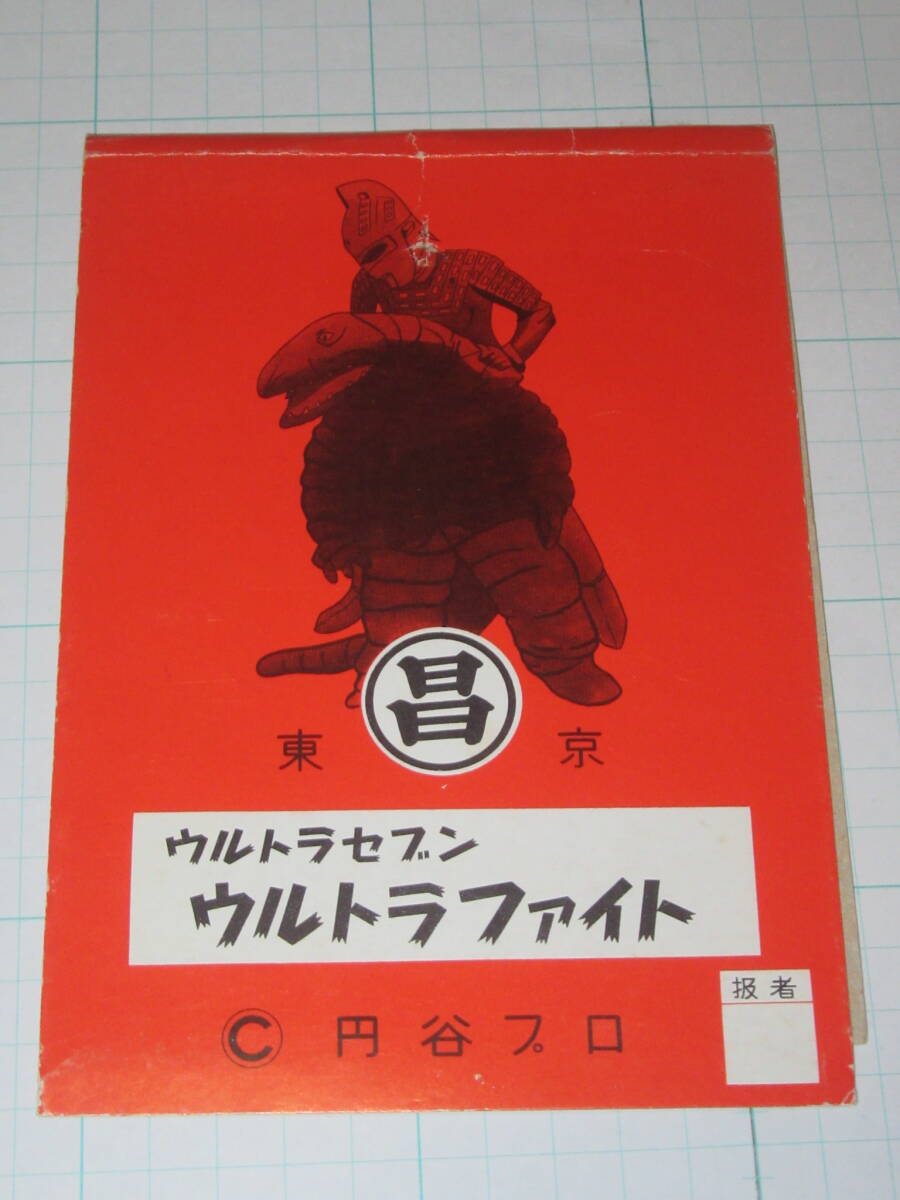 昌
東 京
ウルトラセブン
ウルトラファイト
扱者
Ⓒ 円谷プロ